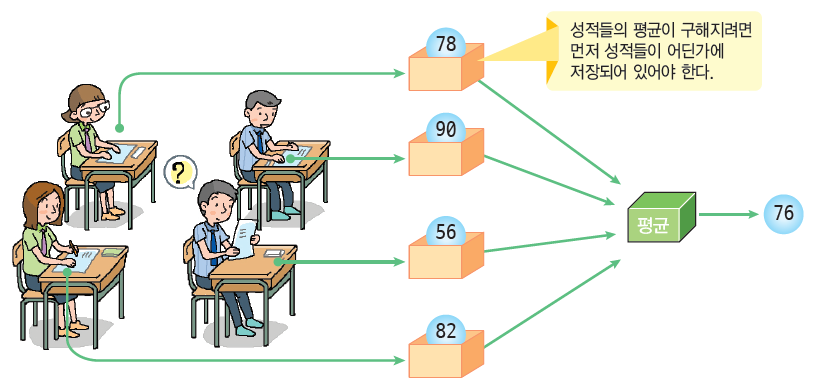 78
성적들의 평균이 구해지려면
먼저 성적들이 어딘가에
저장되어 있어야 한다.
90
?
56
평균
76
82